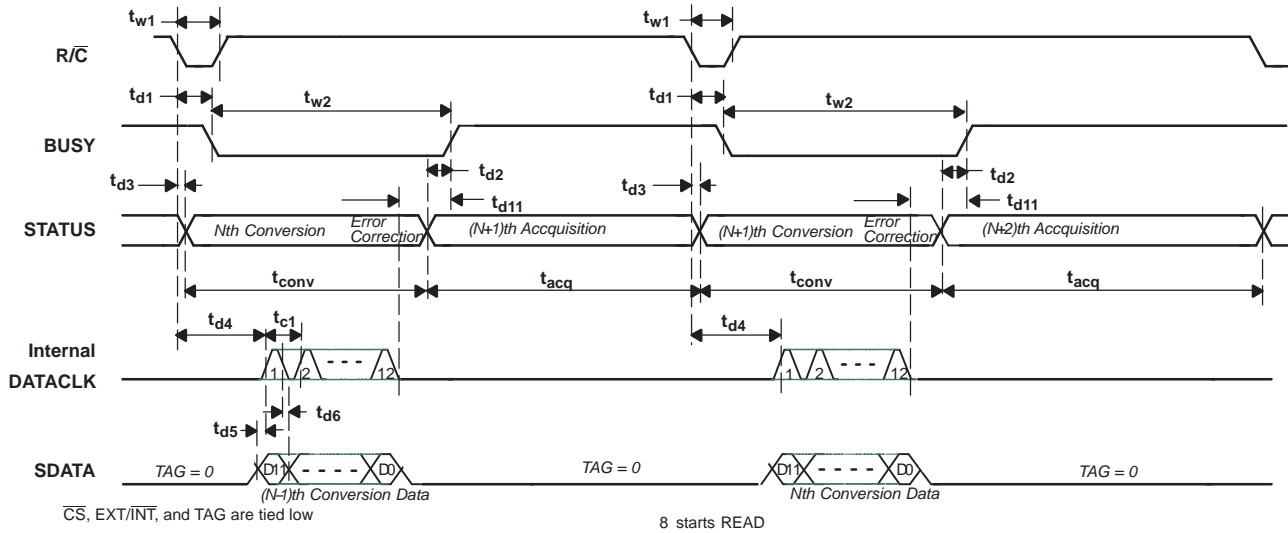 tw1 tw1
R/C
td1 tw2 td1 tw2
BUSY
td3 td2 td3 td2
td11 td11
STATUS Nth Conversion Error Correction (N+1)th Accquisition (N+1)th Conversion Error Correction (N+2)th Accquisition
tconv tacq tconv tacq
td4 tc1 td4
Internal
DATACLK 1 2 - - - 12 1 2 - - - 12
td6
td5
SDATA TAG = 0 D11 - - - - - D0 TAG = 0 D11 - - - - - D0 TAG = 0
(N-1)th Conversion Data Nth Conversion Data
CS, EXT/INT, and TAG are tied low
8 starts READ